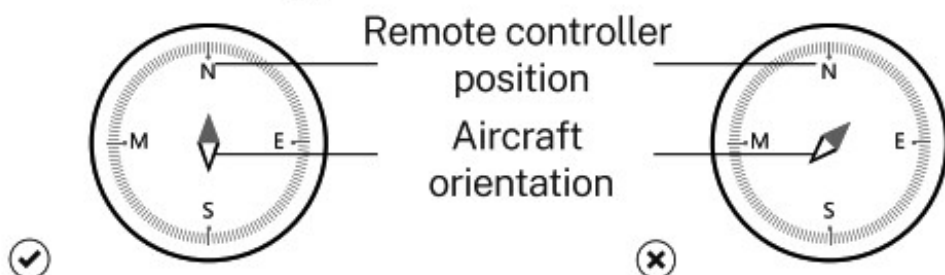 Remote controller
position
Aircraft
orientation
N
M E
S
N
M E
S